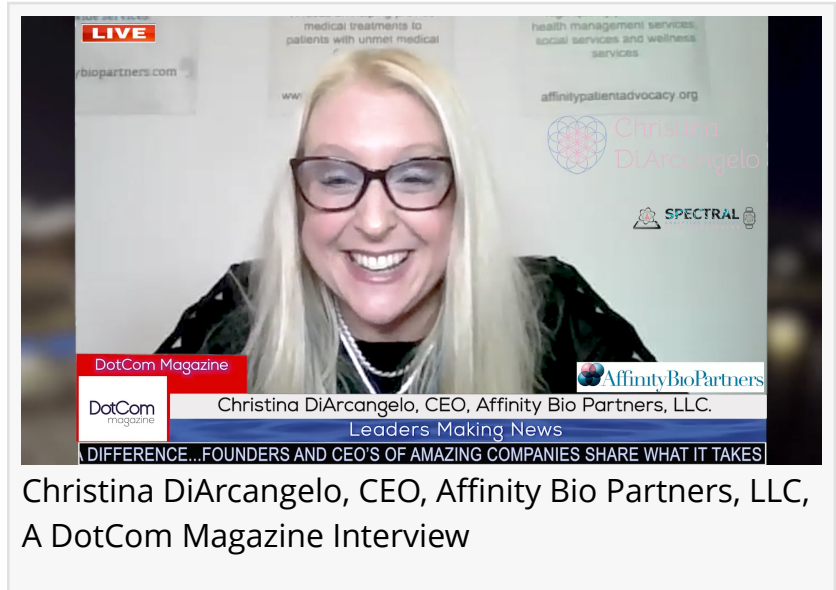 LIVE
medical treatments to
patients with unmet medical
health management services,
social services and wellness
services
ybiopartners.com
www
affinitypatientadvocacy.org
Christina
DiArcangelo
SPECTRAL
DotCom Magazine
AffinityBioPartners
DotCom
magazine
Christina DiArcangelo, CEO, Affinity Bio Partners, LLC.
Leaders Making News
DIFFERENCE...FOUNDERS AND CEO'S OF AMAZING COMPANIES SHARE WHAT IT TAKES
Christina DiArcangelo, CEO, Affinity Bio Partners, LLC,
A DotCom Magazine Interview